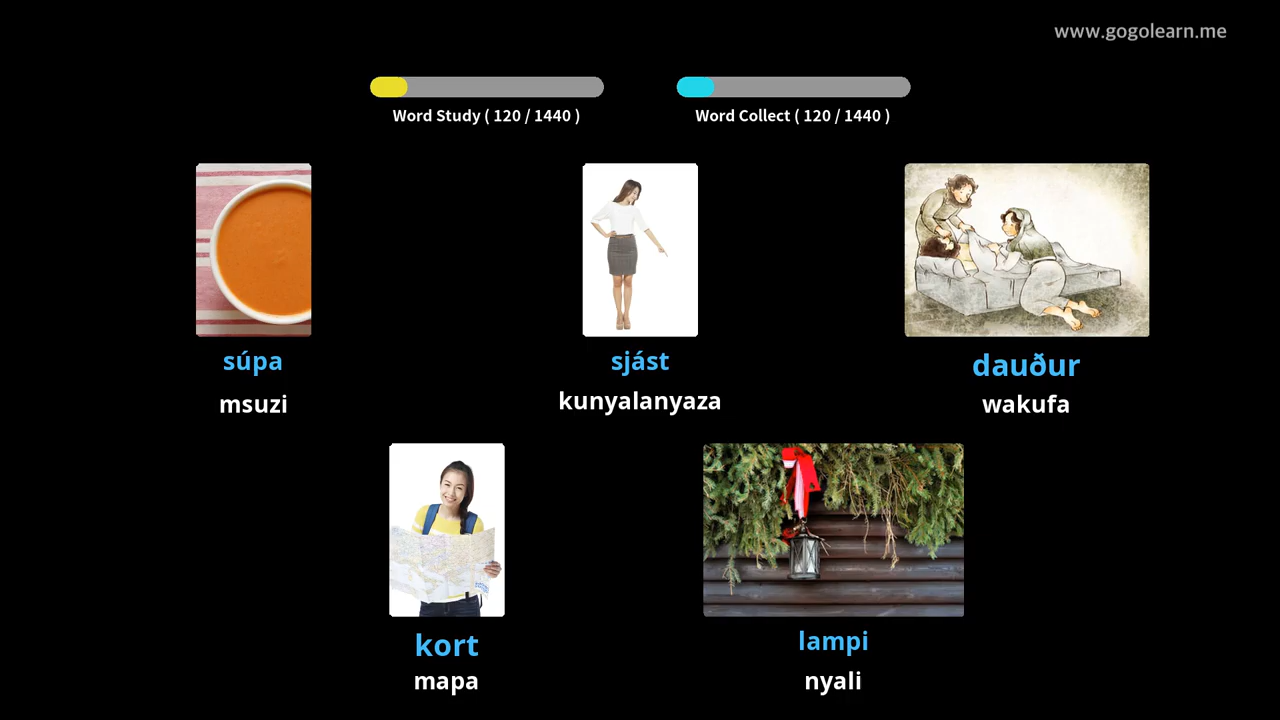 www.gogolearn.me
Word Study ( 120 / 1440 )
Word Collect ( 120 / 1440 )
súpa
msuzi
sjást
kunyalanyaza
dauður
wakufa
kort
mapa
lampi
nyali